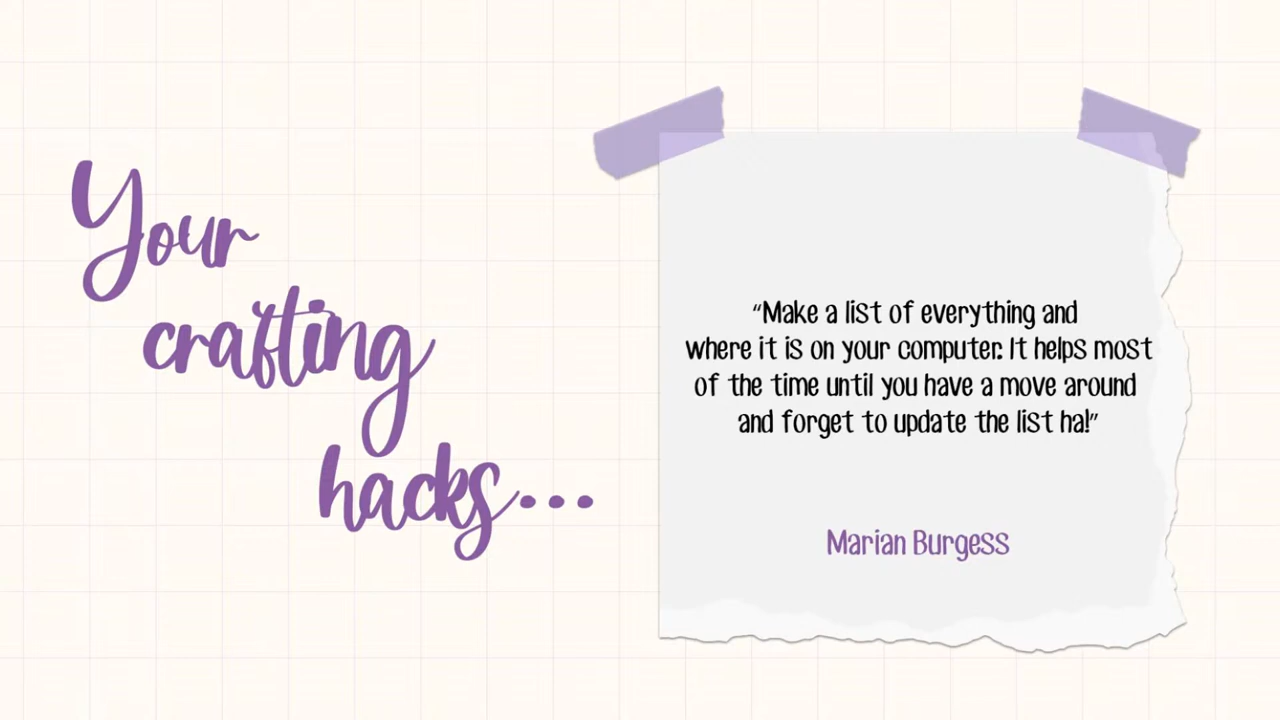 Your
crafting
hacks...
“Make a list of everything and
where it is on your computer. It helps most
of the time until you have a move around
and forget to update the list ha!”
Marian Burgess